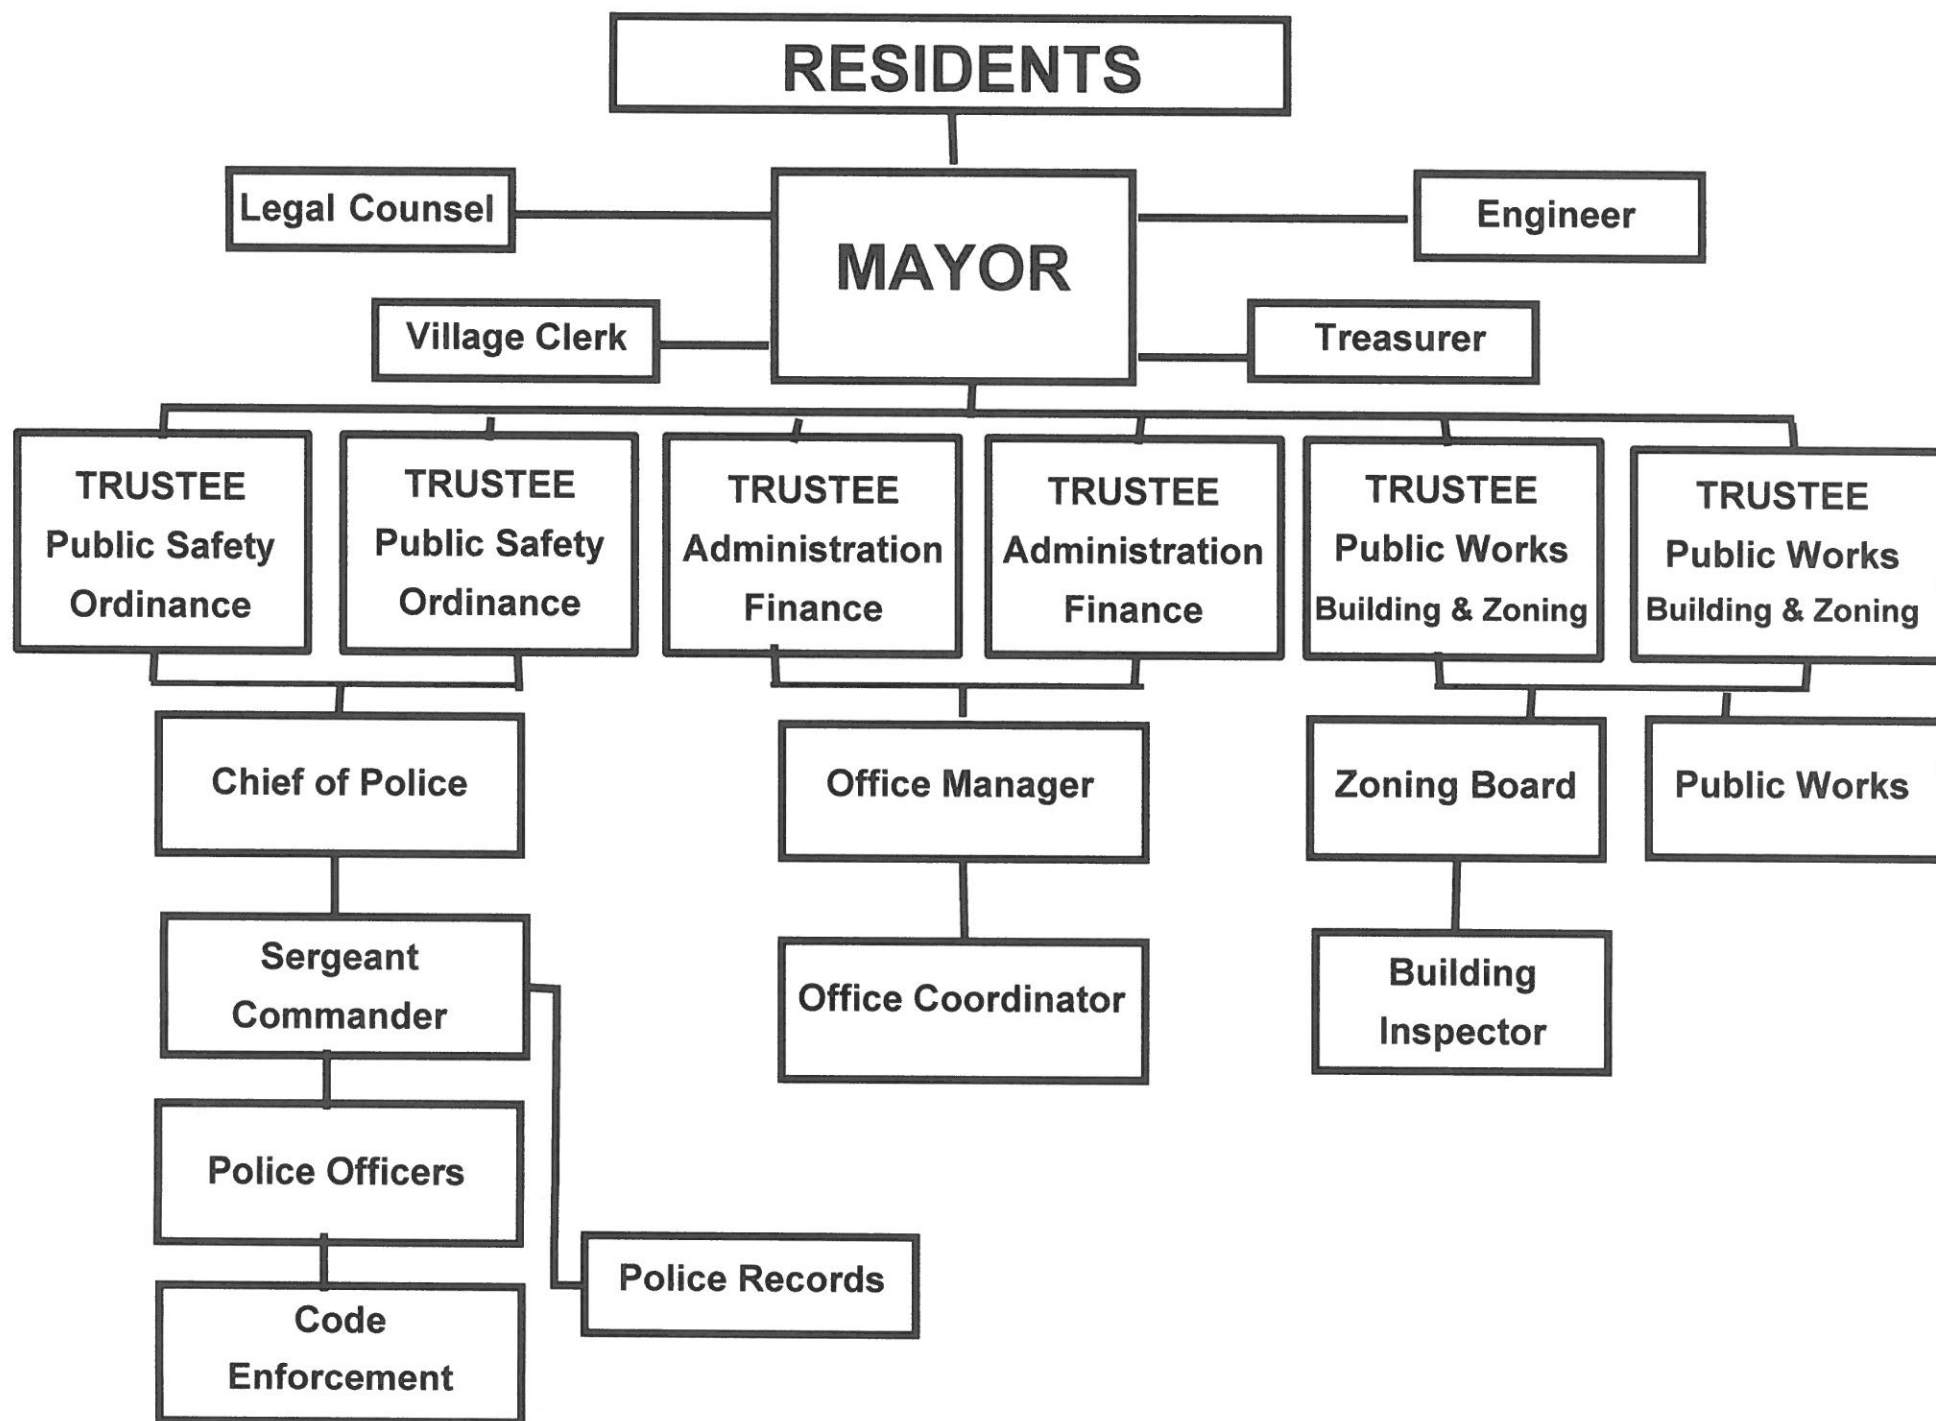 RESIDENTS
Legal Counsel
MAYOR
Engineer
Village Clerk
Treasurer
TRUSTEE
Public Safety
Ordinance
TRUSTEE
Public Safety
Ordinance
TRUSTEE
Administration
Finance
TRUSTEE
Administration
Finance
TRUSTEE
Public Works
Building & Zoning
TRUSTEE
Public Works
Building & Zoning
Chief of Police
Office Manager
Zoning Board
Public Works
Sergeant
Commander
Office Coordinator
Building
Inspector
Police Officers
Police Records
Code
Enforcement